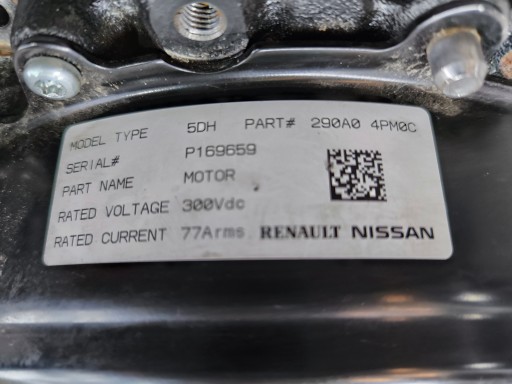 MODEL TYPE 5DH PART# 290A0 4PM0C
SERIAL# P169659
PART NAME MOTOR
RATED VOLTAGE 300Vdc
RATED CURRENT 77Arms RENAULT NISSAN